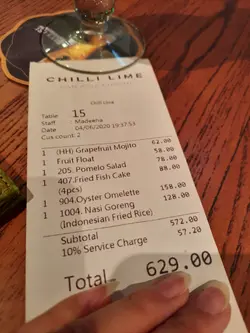 CHILLI LIME
Chill Lime
Table : 15
Staff : Madeena
Date : 04/06/2020 19:37:53
Cus.count: 2
1 (HH) Grapefruit Mojito 62.00
1 Fruit Float 58.00
1 205. Pomelo Salad 78.00
1 407.Fried Fish Cake 88.00
(4pcs)
1 904.Oyster Omelette 158.00
1 1004. Nasi Goreng 128.00
(Indonesian Fried Rice)
Subtotal 572.00
10% Service Charge 57.20
Total 629.00